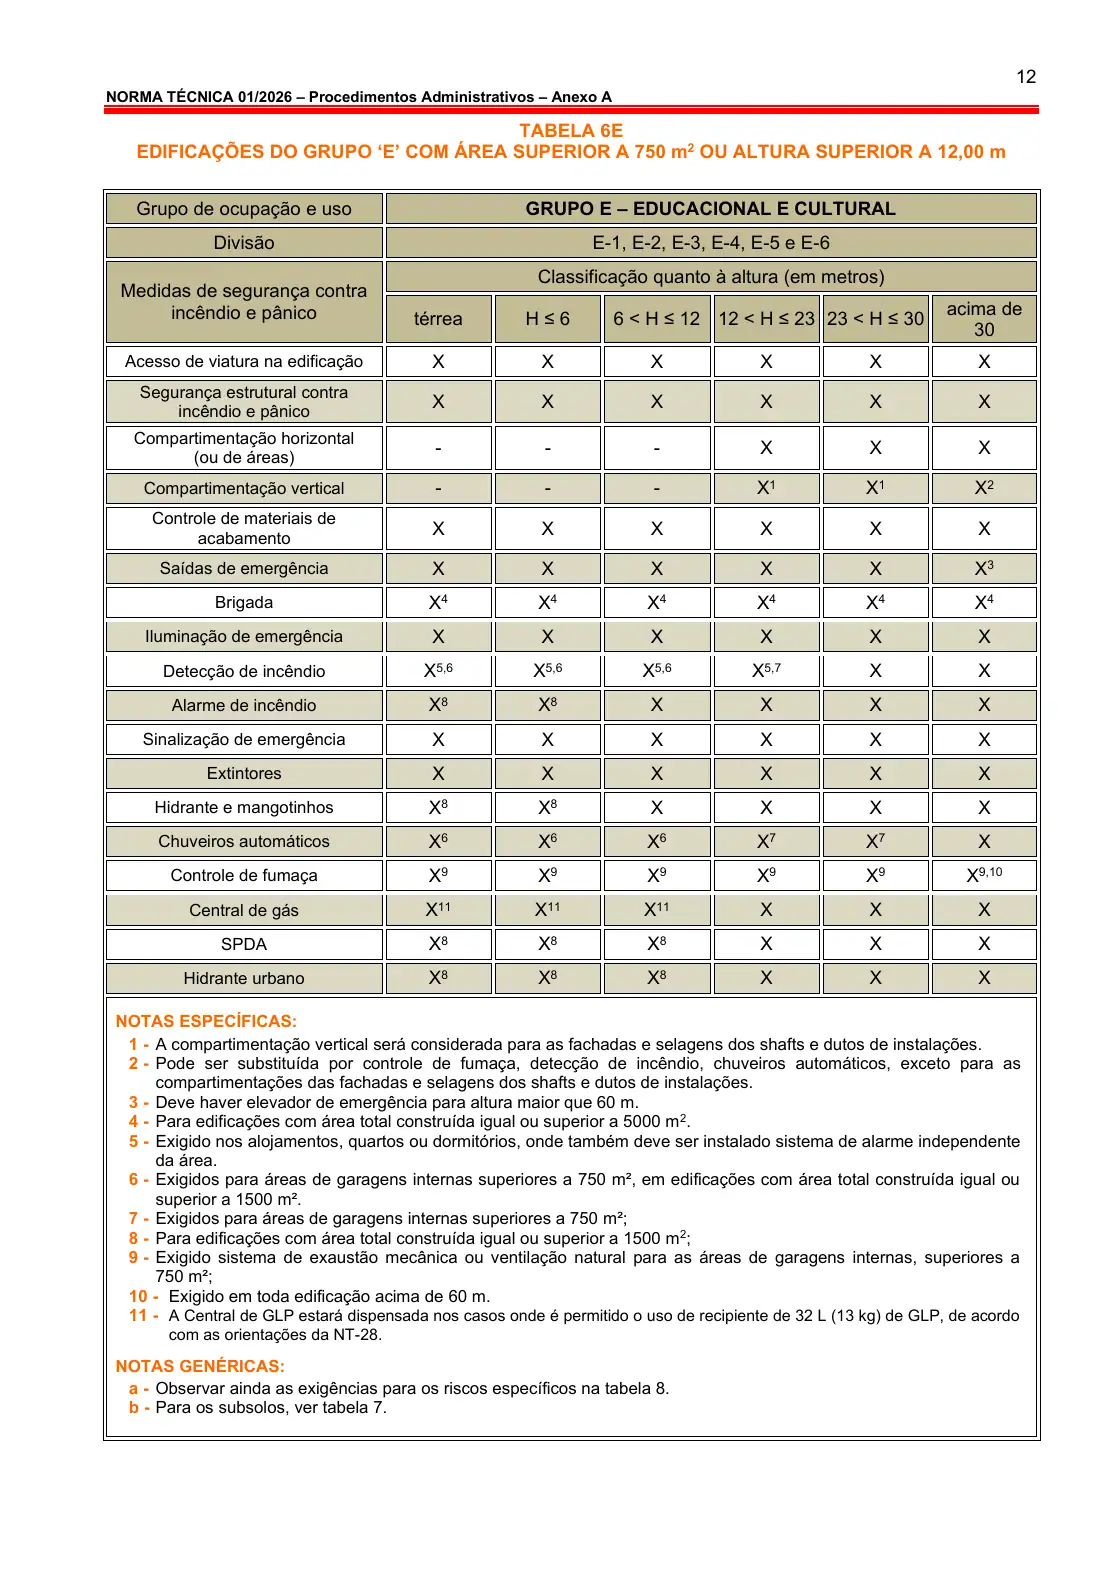 12
NORMA TÉCNICA 01/2026 – Procedimentos Administrativos – Anexo A
TABELA 6E
EDIFICAÇÕES DO GRUPO ‘E’ COM ÁREA SUPERIOR A 750 m² OU ALTURA SUPERIOR A 12,00 m
Grupo de ocupação e uso GRUPO E – EDUCACIONAL E CULTURAL
Divisão E-1, E-2, E-3, E-4, E-5 e E-6
Medidas de segurança contra incêndio e pânico Classificação quanto à altura (em metros)
térrea H ≤ 6 6 < H ≤ 12 12 < H ≤ 23 23 < H ≤ 30 acima de 30
Acesso de viatura na edificação X X X X X X
Segurança estrutural contra incêndio e pânico X X X X X X
Compartimentação horizontal (ou de áreas) - - - X X X
Compartimentação vertical - - - X¹ X¹ X²
Controle de materiais de acabamento X X X X X X
Saídas de emergência X X X X X X³
Brigada X⁴ X⁴ X⁴ X⁴ X⁴ X⁴
Iluminação de emergência X X X X X X
Detecção de incêndio X⁵,⁶ X⁵,⁶ X⁵,⁶ X⁵,⁷ X X
Alarme de incêndio X⁸ X⁸ X X X X
Sinalização de emergência X X X X X X
Extintores X X X X X X
Hidrante e mangotinhos X⁸ X⁸ X X X X
Chuveiros automáticos X⁶ X⁶ X⁶ X⁷ X⁷ X
Controle de fumaça X⁹ X⁹ X⁹ X⁹ X⁹ X⁹,¹⁰
Central de gás X¹¹ X¹¹ X¹¹ X X X
SPDA X⁸ X⁸ X⁸ X X X
Hidrante urbano X⁸ X⁸ X⁸ X X X
NOTAS ESPECÍFICAS:
1 - A compartimentação vertical será considerada para as fachadas e selagens dos shafts e dutos de instalações.
2 - Pode ser substituída por controle de fumaça, detecção de incêndio, chuveiros automáticos, exceto para as
compartimentações das fachadas e selagens dos shafts e dutos de instalações.
3 - Deve haver elevador de emergência para altura maior que 60 m.
4 - Para edificações com área total construída igual ou superior a 5000 m².
5 - Exigido nos alojamentos, quartos ou dormitórios, onde também deve ser instalado sistema de alarme independente
da área.
6 - Exigidos para áreas de garagens internas superiores a 750 m², em edificações com área total construída igual ou
superior a 1500 m².
7 - Exigidos para áreas de garagens internas superiores a 750 m²;
8 - Para edificações com área total construída igual ou superior a 1500 m²;
9 - Exigido sistema de exaustão mecânica ou ventilação natural para as áreas de garagens internas, superiores a
750 m²;
10 - Exigido em toda edificação acima de 60 m.
11 - A Central de GLP estará dispensada nos casos onde é permitido o uso de recipiente de 32 L (13 kg) de GLP, de acordo
com as orientações da NT-28.
NOTAS GENÉRICAS:
a - Observar ainda as exigências para os riscos específicos na tabela 8.
b - Para os subsolos, ver tabela 7.